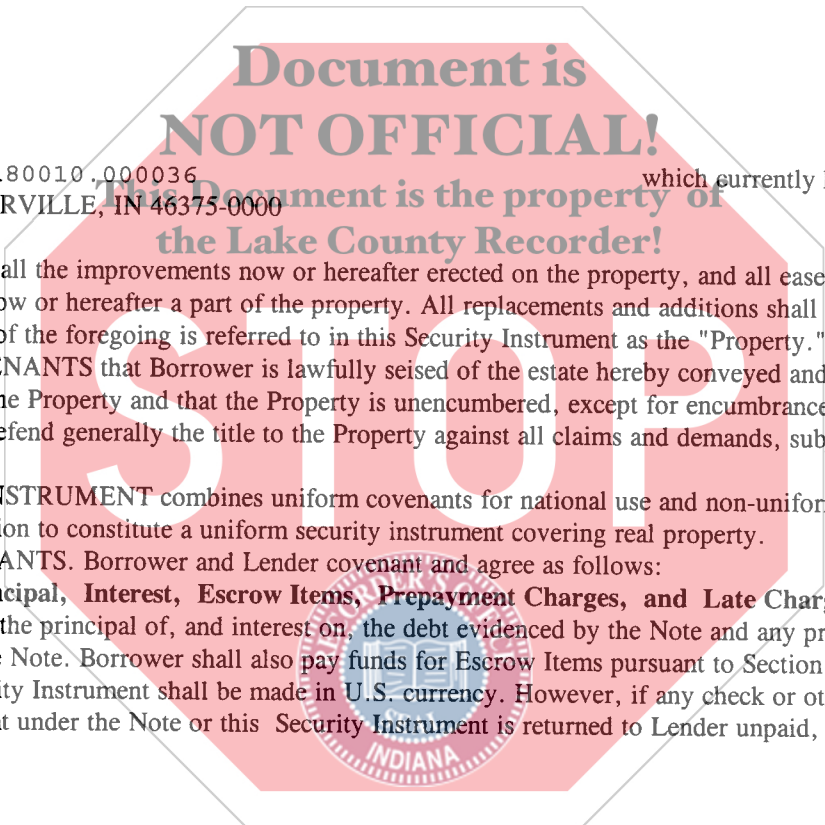 Document is
NOT OFFICIAL!
.80010.000036 which currently
This Document is the property of
RVILLE, IN 46375-0000
the Lake County Recorder!
all the improvements now or hereafter erected on the property, and all ease
ow or hereafter a part of the property. All replacements and additions shall
of the foregoing is referred to in this Security Instrument as the "Property."
ENANTS that Borrower is lawfully seised of the estate hereby conveyed and
he Property and that the Property is unencumbered, except for encumbrance
efend generally the title to the Property against all claims and demands, sub
STOP
NSTRUMENT combines uniform covenants for national use and non-unifor
ion to constitute a uniform security instrument covering real property.
ANTS. Borrower and Lender covenant and agree as follows:
ncipal, Interest, Escrow Items, Prepayment Charges, and Late Charg
the principal of, and interest on, the debt evidenced by the Note and any pr
Note. Borrower shall also pay funds for Escrow Items pursuant to Section
ity Instrument shall be made in U.S. currency. However, if any check or ot
t under the Note or this Security Instrument is returned to Lender unpaid,
INDIANA